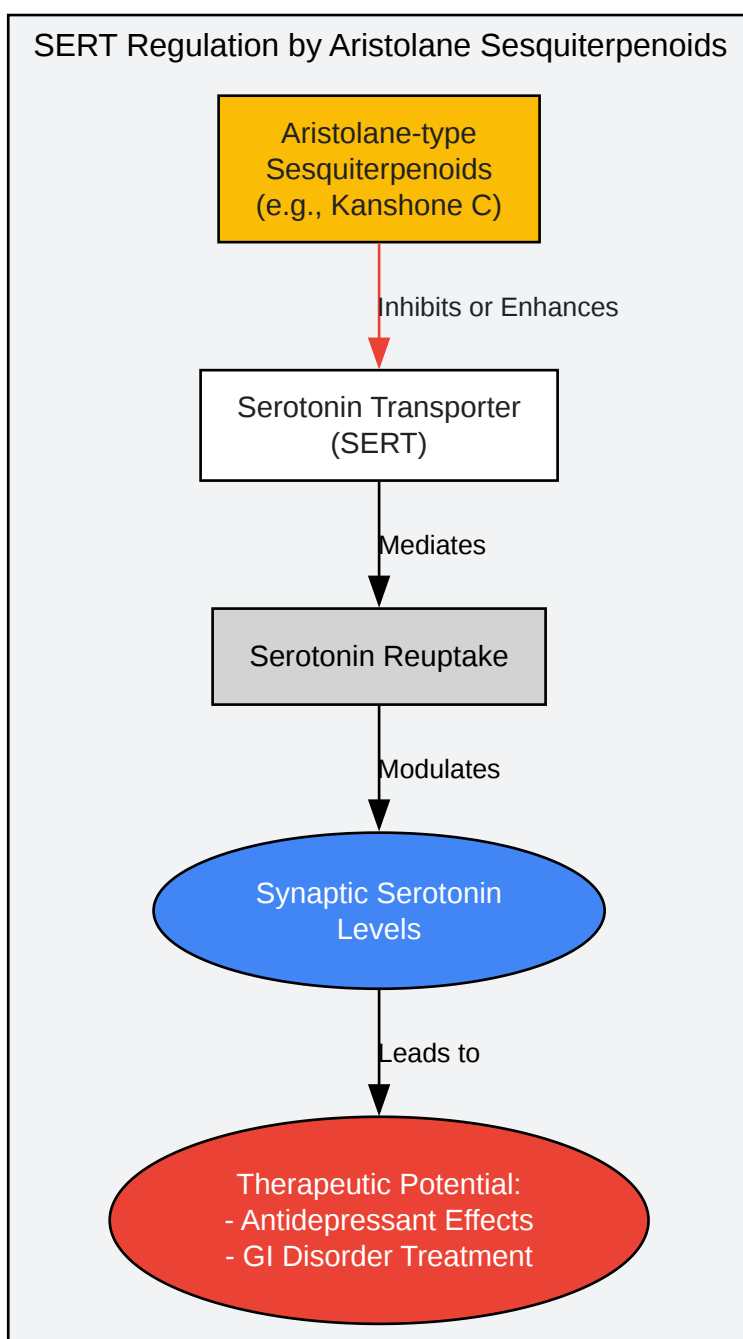 SERT Regulation by Aristolane Sesquiterpenoids
Aristolane-type
Sesquiterpenoids
(e.g., Kanshone C)
Inhibits or Enhances
Serotonin Transporter
(SERT)
Mediates
Serotonin Reuptake
Modulates
Synaptic Serotonin
Levels
Leads to
Therapeutic Potential:
- Antidepressant Effects
- GI Disorder Treatment